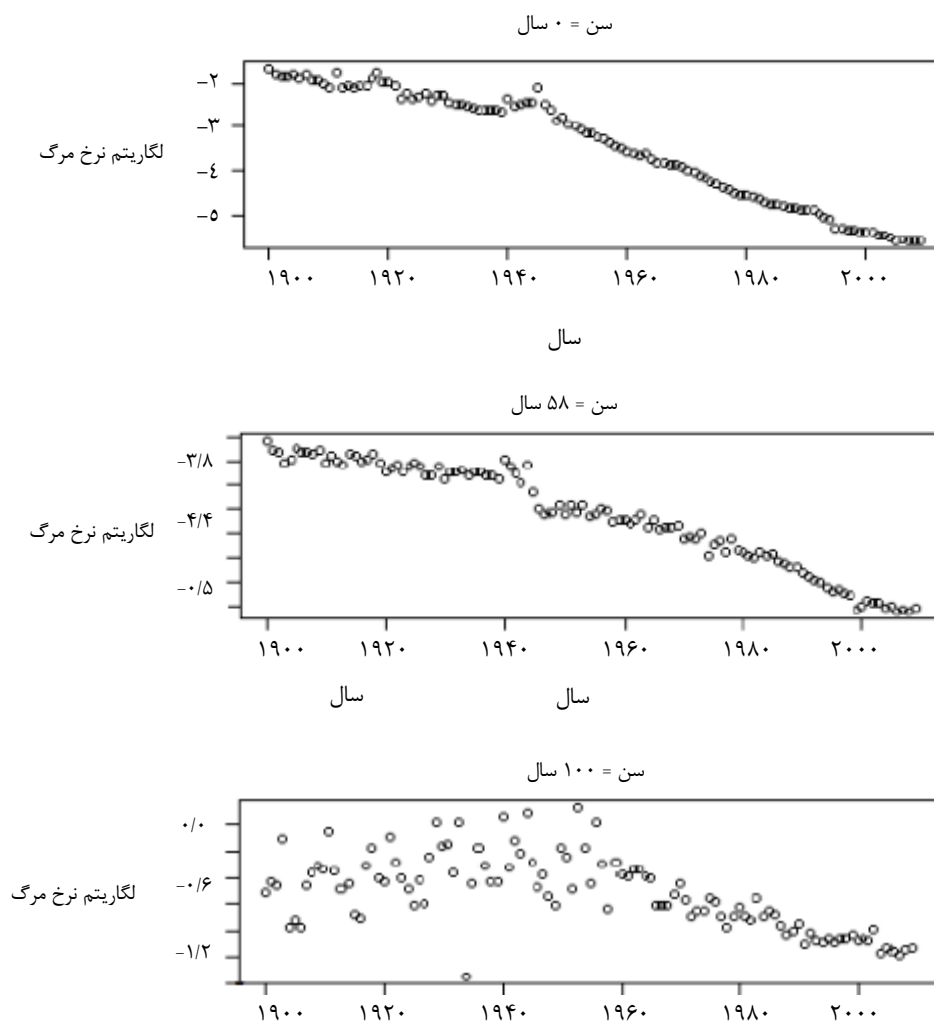 سن = ۰ سال
-۲
-۳
لگاریتم نرخ مرگ
-٤
-٥
۱۹۰۰ ۱۹۲۰ ۱۹۴۰ ۱۹۶۰ ۱۹۸۰ ۲۰۰۰
سال
سن = ۵۸ سال
-۳/۸
-۴/۴
لگاریتم نرخ مرگ
-۰/۵
۱۹۰۰ ۱۹۲۰ ۱۹۴۰ ۱۹۶۰ ۱۹۸۰ ۲۰۰۰
سال سال
سن = ۱۰۰ سال
۰/۰
-۰/۶
لگاریتم نرخ مرگ
-۱/۲
۱۹۰۰ ۱۹۲۰ ۱۹۴۰ ۱۹۶۰ ۱۹۸۰ ۲۰۰۰